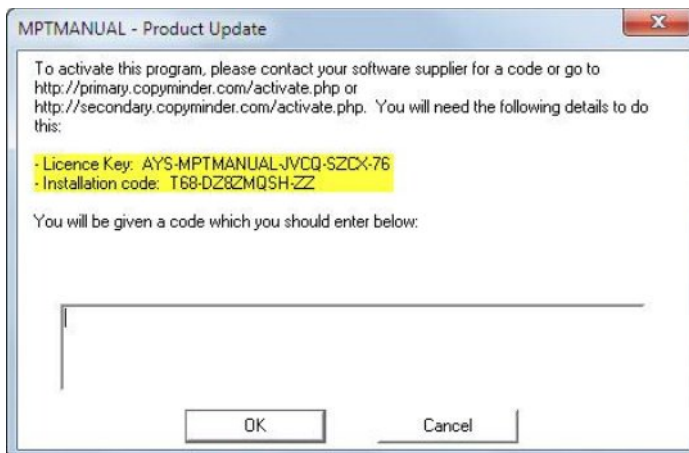 MPTMANUAL - Product Update
To activate this program, please contact your software supplier for a code or go to
http://primary.copyminder.com/activate.php or
http://secondary.copyminder.com/activate.php. You will need the following details to do
this:
- Licence Key: AYS-MPTMANUAL-JVCQ-SZCX-76
- Installation code: T68-DZ8ZMQSH-ZZ
You will be given a code which you should enter below:
OK
Cancel